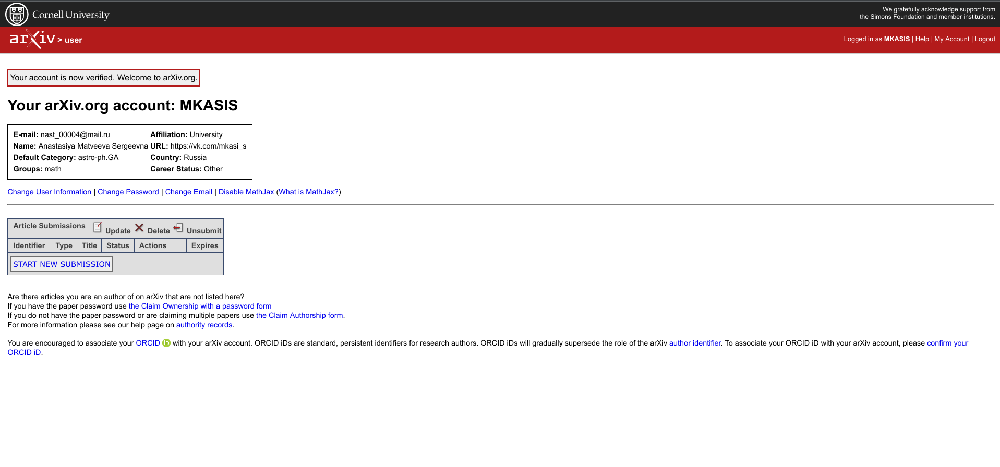 Cornell University
We gratefully acknowledge support from
the Simons Foundation and member institutions.
arXiv > user
Logged in as MKASIS | Help | My Account | Logout
Your account is now verified. Welcome to arXiv.org.
Your arXiv.org account: MKASIS
E-mail: nast_00004@mail.ru Affiliation: University
Name: Anastasiya Matveeva Sergeevna URL: https://vk.com/mkasi_s
Default Category: astro-ph.GA Country: Russia
Groups: math Career Status: Other
Change User Information | Change Password | Change Email | Disable MathJax (What is MathJax?)
Article Submissions Update Delete Unsubmit
Identifier Type Title Status Actions Expires
START NEW SUBMISSION
Are there articles you are an author of on arXiv that are not listed here?
If you have the paper password use the Claim Ownership with a password form
If you do not have the paper password or are claiming multiple papers use the Claim Authorship form.
For more information please see our help page on authority records.
You are encouraged to associate your ORCID iD with your arXiv account. ORCID iDs are standard, persistent identifiers for research authors. ORCID iDs will gradually supersede the role of the arXiv author identifier. To associate your ORCID iD with your arXiv account, please confirm your
ORCID iD.